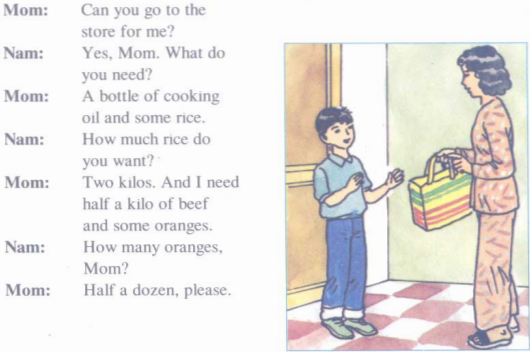 Mom: Can you go to the
store for me?
Nam: Yes, Mom. What do
you need?
Mom: A bottle of cooking
oil and some rice.
Nam: How much rice do
you want?
Mom: Two kilos. And I need
half a kilo of beef
and some oranges.
Nam: How many oranges,
Mom?
Mom: Half a dozen, please.